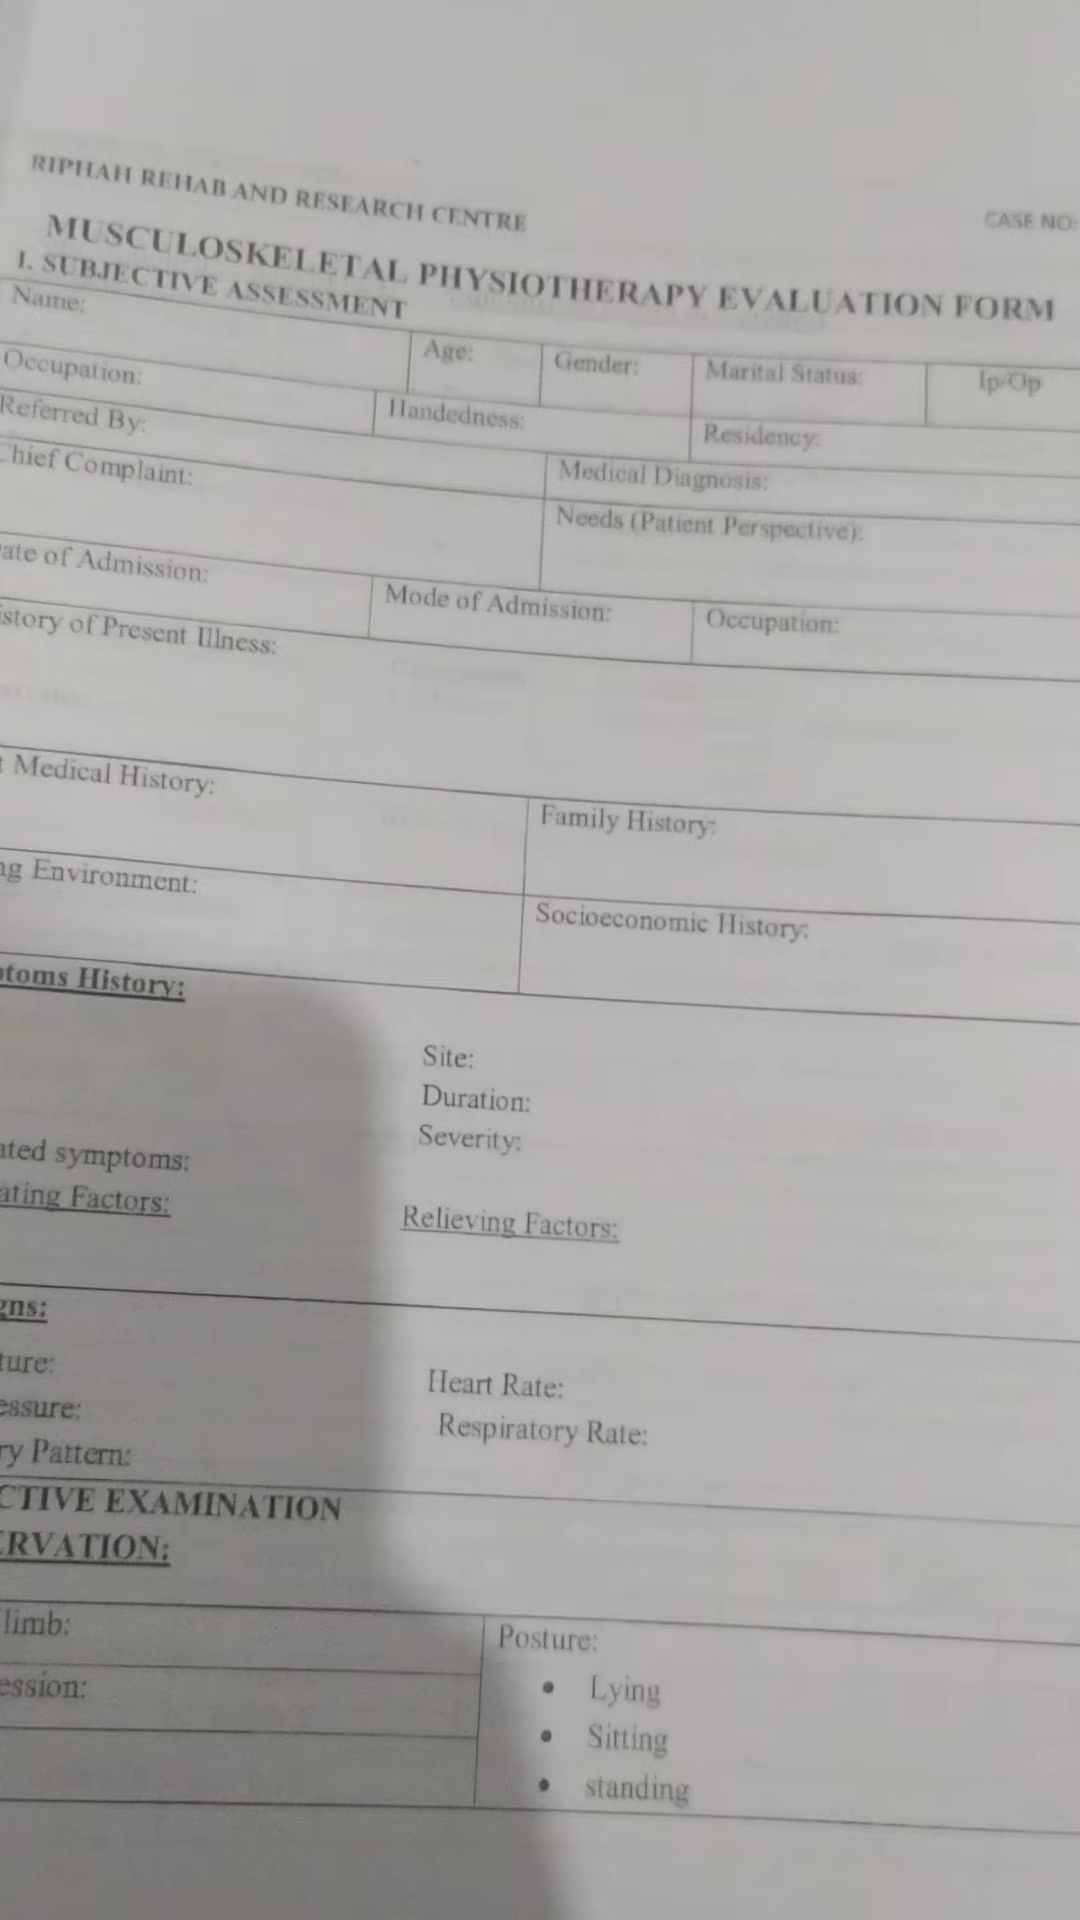 RIPHAH REHAB AND RESEARCH CENTRE
CASE NO:
MUSCULOSKELETAL PHYSIOTHERAPY EVALUATION FORM
I. SUBJECTIVE ASSESSMENT
Name:
Age:
Gender:
Marital Status:
Ip/Op
Occupation:
Handedness:
Residency:
Referred By:
Medical Diagnosis:
Chief Complaint:
Needs (Patient Perspective):
ate of Admission:
Mode of Admission:
Occupation:
istory of Present Illness:
t Medical History:
Family History:
ng Environment:
Socioeconomic History:
ptoms History:
Site:
Duration:
Severity:
ated symptoms:
ating Factors:
Relieving Factors:
gns:
ture:
Heart Rate:
essure:
Respiratory Rate:
ry Pattern:
CTIVE EXAMINATION
ERVATION:
limb:
Posture:
ession:
• Lying
• Sitting
• standing